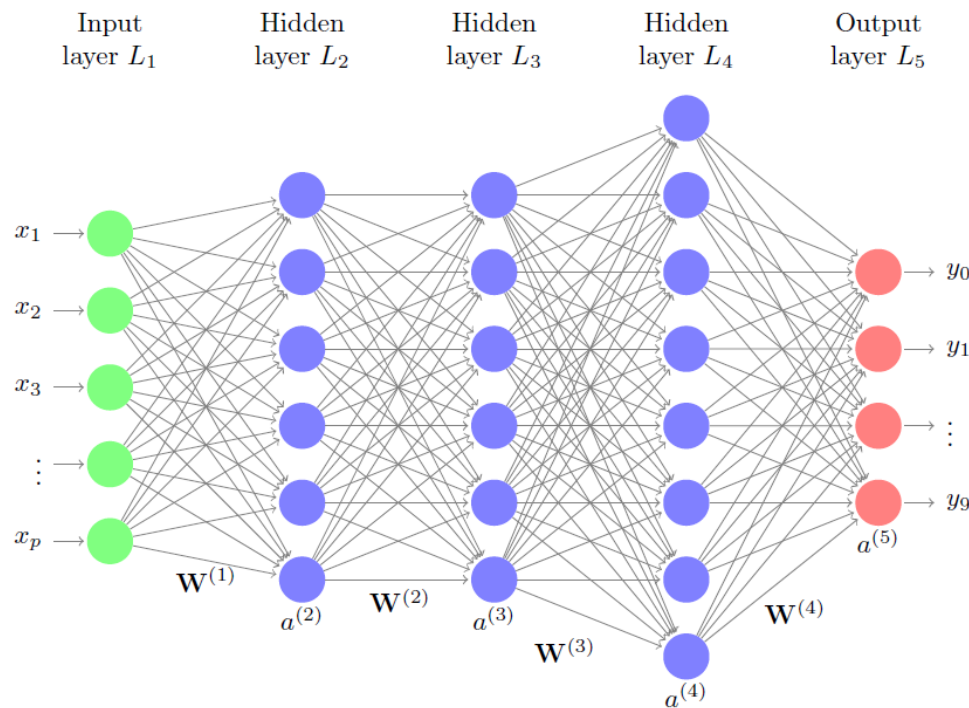 Input
layer L₁
Hidden
layer L₂
Hidden
layer L₃
Hidden
layer L₄
Output
layer L₅
x₁
x₂
x₃
⋮
xₚ
W⁽¹⁾
a⁽²⁾
W⁽²⁾
a⁽³⁾
W⁽³⁾
a⁽⁴⁾
W⁽⁴⁾
a⁽⁵⁾
y₀
y₁
⋮
y₉